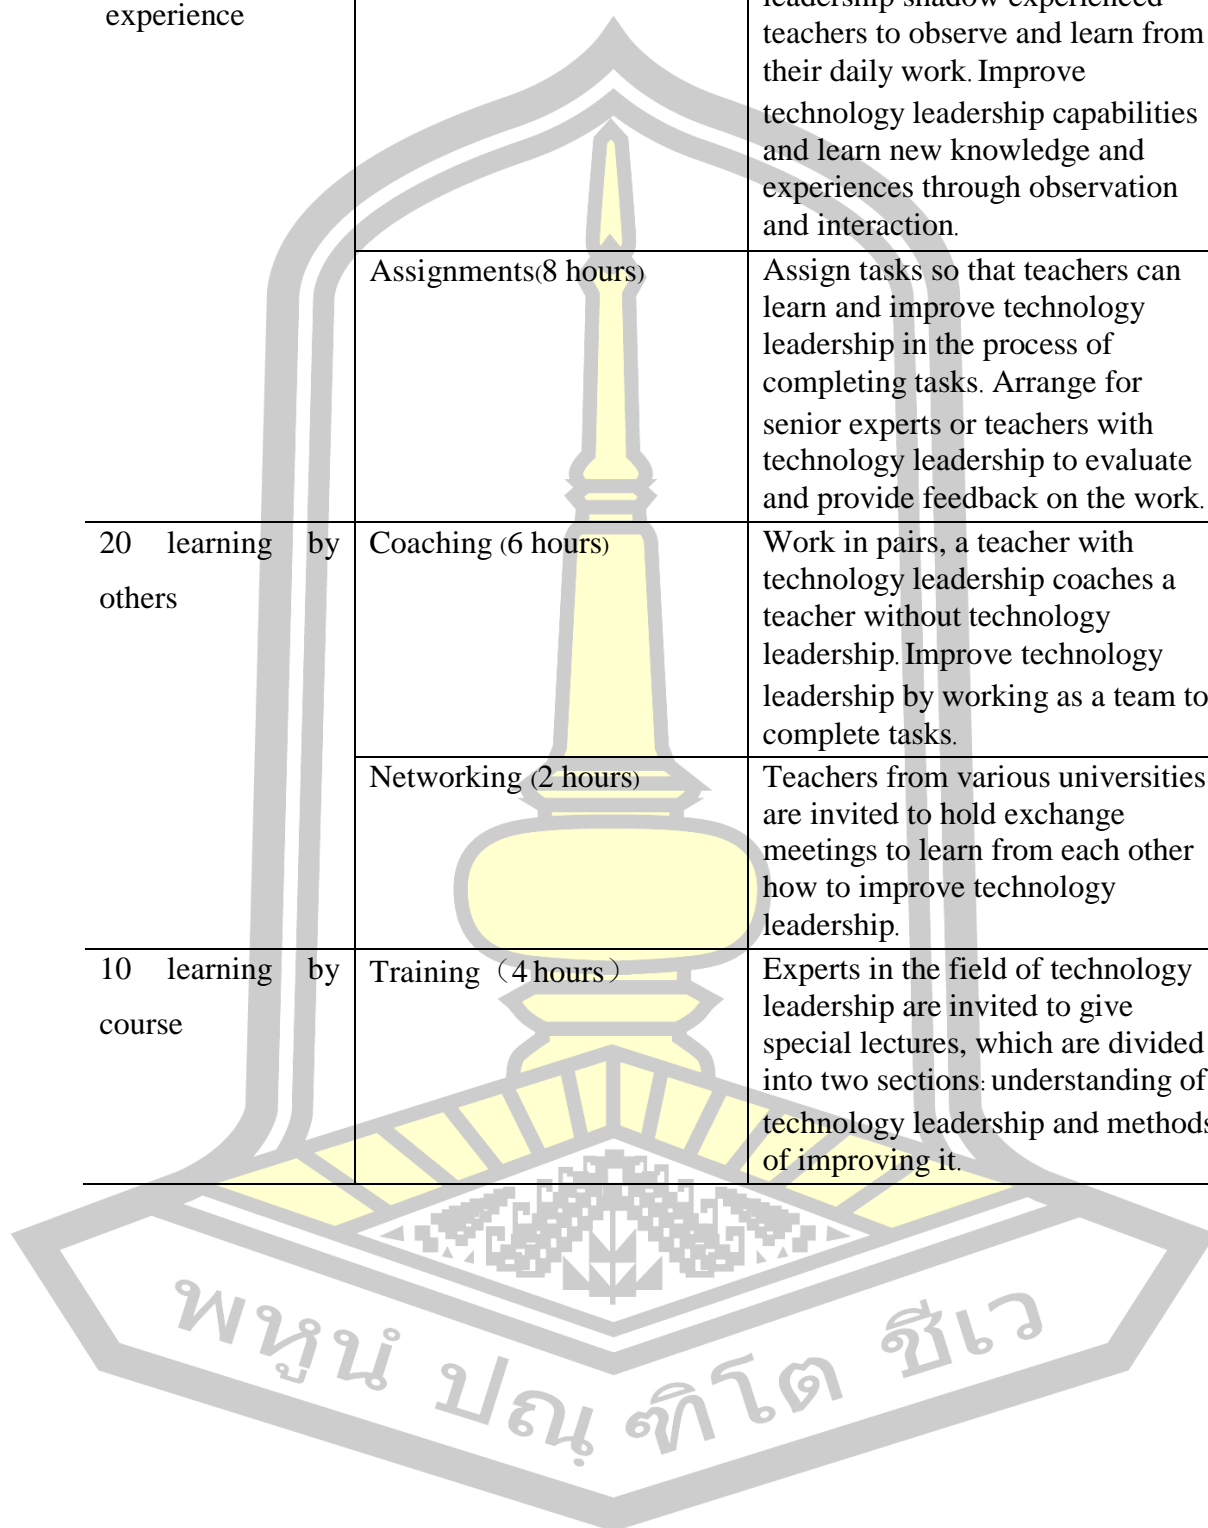 experience
leadership shadow experienced
teachers to observe and learn from
their daily work. Improve
technology leadership capabilities
and learn new knowledge and
experiences through observation
and interaction.
Assignments(8 hours)
Assign tasks so that teachers can
learn and improve technology
leadership in the process of
completing tasks. Arrange for
senior experts or teachers with
technology leadership to evaluate
and provide feedback on the work.
20 learning by
others
Coaching (6 hours)
Work in pairs, a teacher with
technology leadership coaches a
teacher without technology
leadership. Improve technology
leadership by working as a team to
complete tasks.
Networking (2 hours)
Teachers from various universities
are invited to hold exchange
meetings to learn from each other
how to improve technology
leadership.
10 learning by
course
Training（4 hours）
Experts in the field of technology
leadership are invited to give
special lectures, which are divided
into two sections: understanding of
technology leadership and methods
of improving it.
พหูนํ ปณฺฑิโต ชีเว